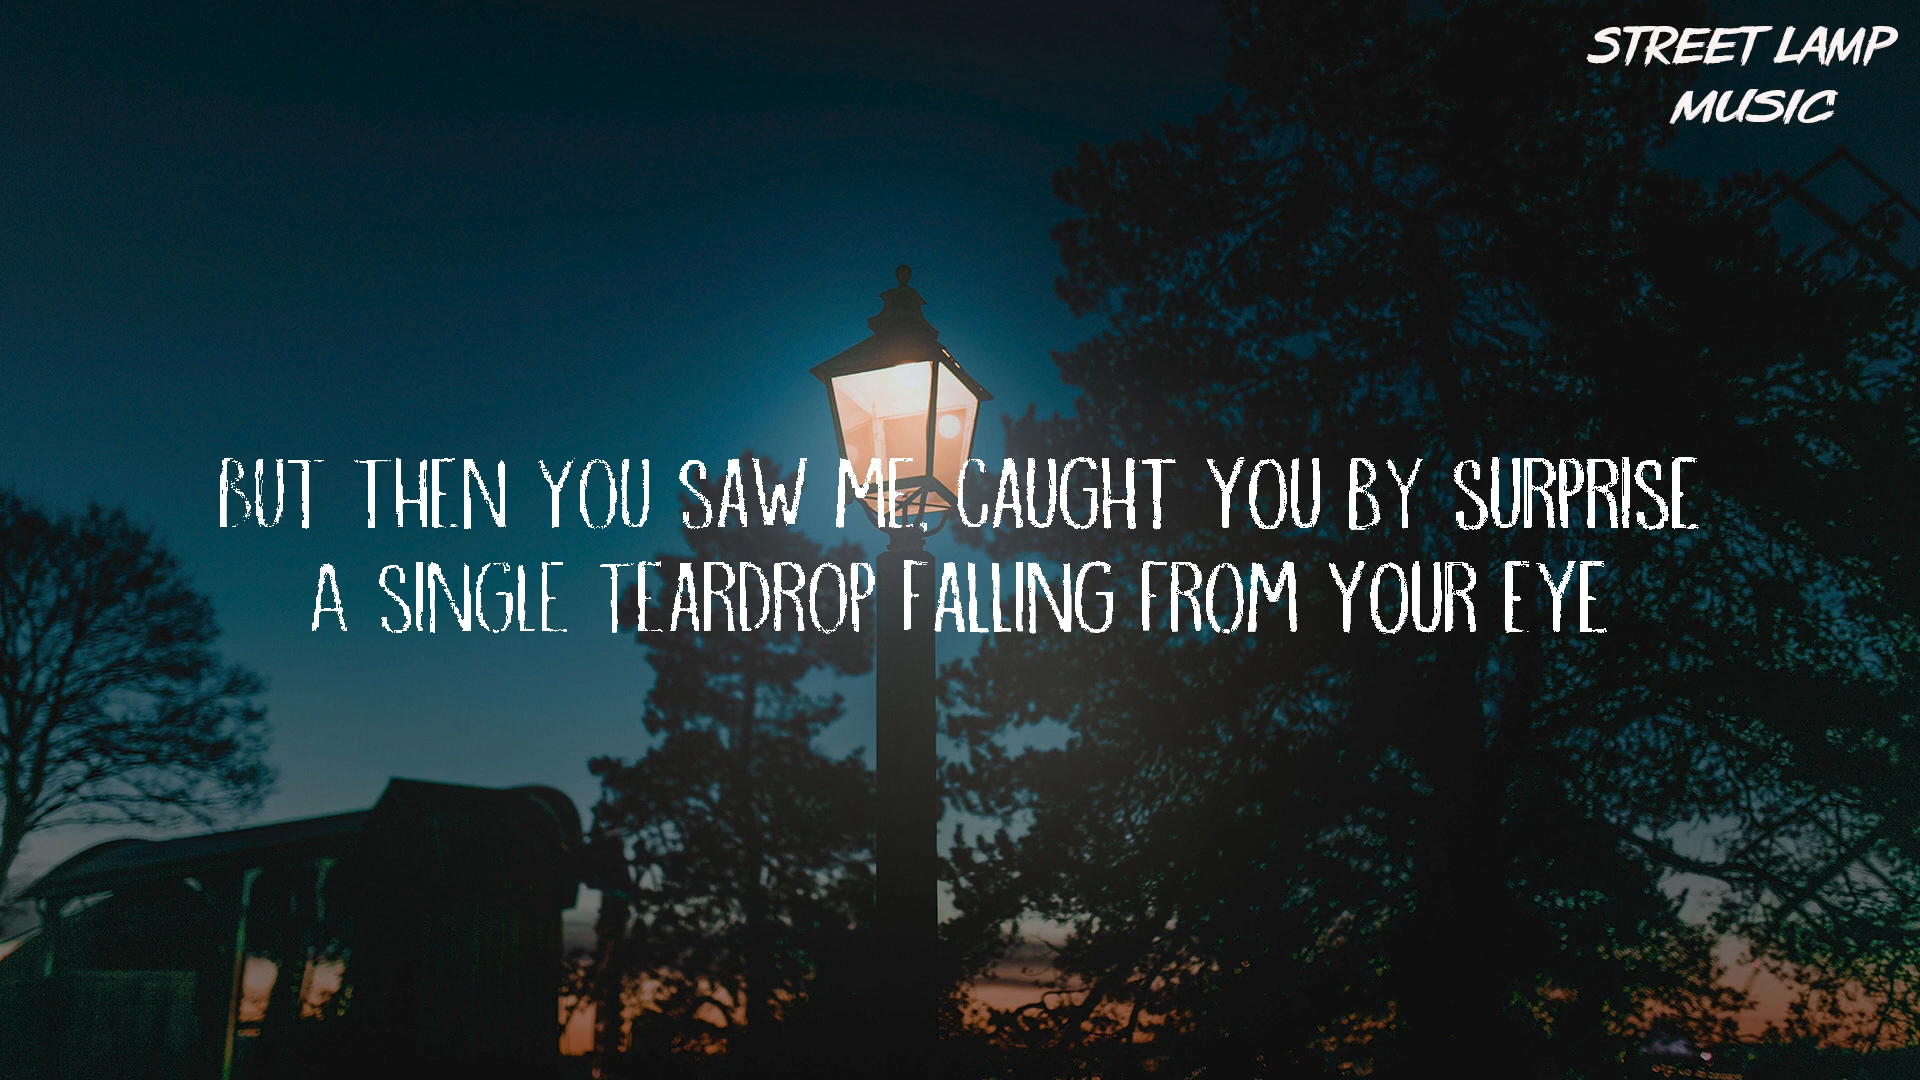 STREET LAMP
MUSIC
BUT THEN YOU SAW ME, CAUGHT YOU BY SURPRISE
A SINGLE TEARDROP FALLING FROM YOUR EYE